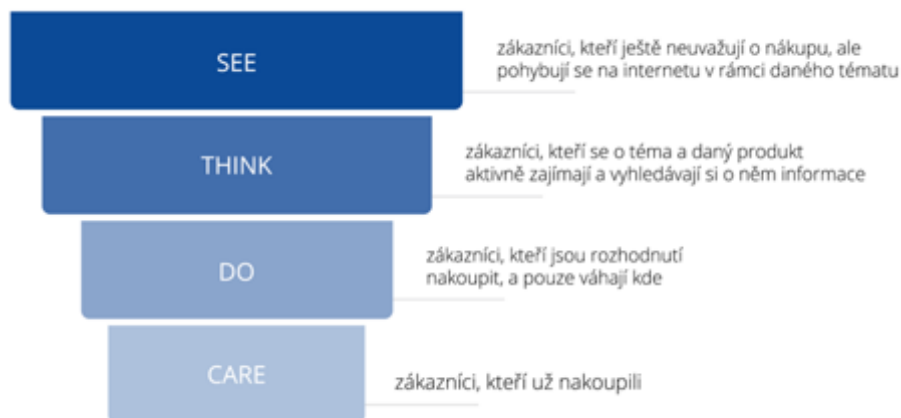 SEE
zákazníci, kteří ještě neuvažují o nákupu, ale
pohybují se na internetu v rámci daného tématu
THINK
zákazníci, kteří se o téma a daný produkt
aktivně zajímají a vyhledávají si o něm informace
DO
zákazníci, kteří jsou rozhodnutí
nakoupit, a pouze váhají kde
CARE
zákazníci, kteří už nakoupili